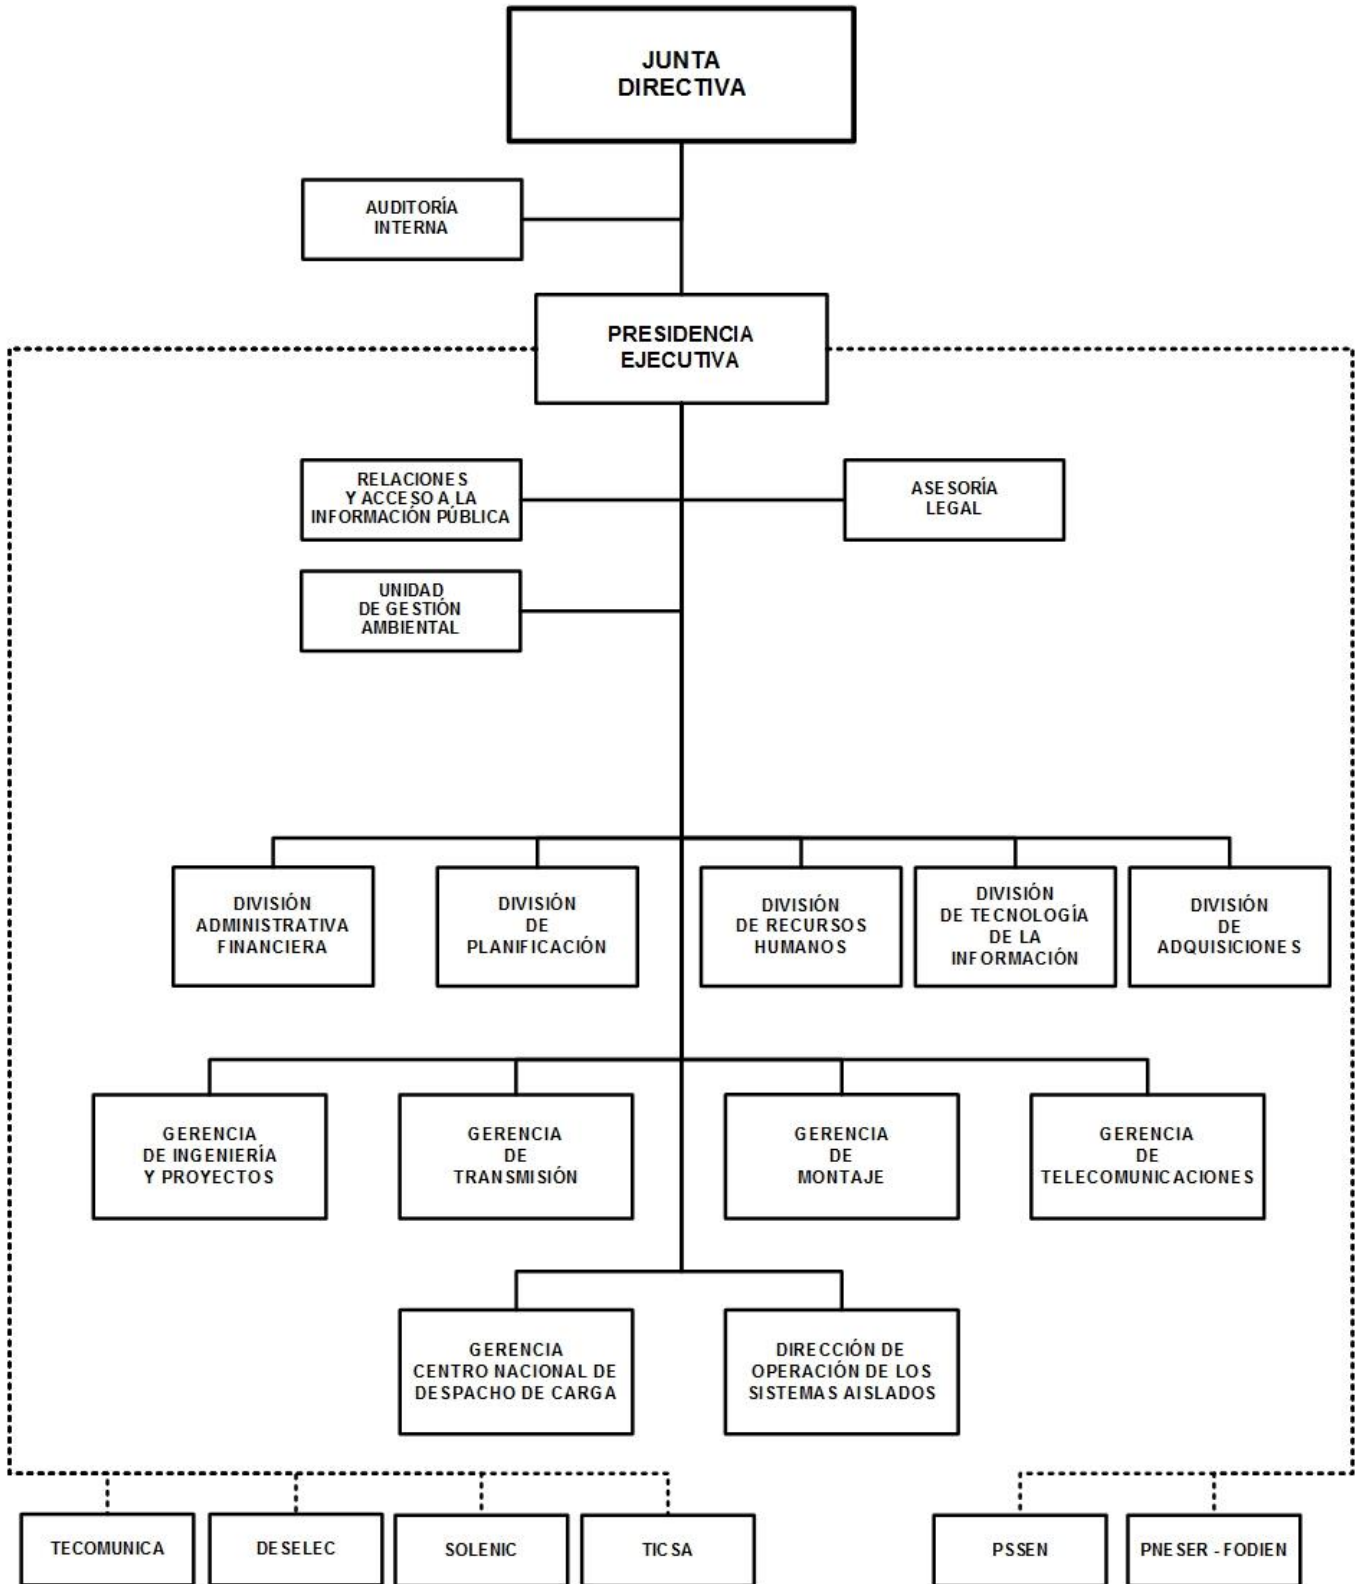 JUNTA
DIRECTIVA
AUDITORÍA
INTERNA
PRESIDENCIA
EJECUTIVA
RELACIONES
Y ACCESO A LA
INFORMACIÓN PÚBLICA
ASESORÍA
LEGAL
UNIDAD
DE GESTIÓN
AMBIENTAL
DIVISIÓN
ADMINISTRATIVA
FINANCIERA
DIVISIÓN
DE
PLANIFICACIÓN
DIVISIÓN
DE RECURSOS
HUMANOS
DIVISIÓN
DE TECNOLOGÍA
DE LA
INFORMACIÓN
DIVISIÓN
DE
ADQUISICIONES
GERENCIA
DE INGENIERÍA
Y PROYECTOS
GERENCIA
DE
TRANSMISIÓN
GERENCIA
DE
MONTAJE
GERENCIA
DE
TELECOMUNICACIONES
GERENCIA
CENTRO NACIONAL DE
DESPACHO DE CARGA
DIRECCIÓN DE
OPERACIÓN DE LOS
SISTEMAS AISLADOS
TECOMUNICA
DESELEC
SOLENIC
TICSA
PSSEN
PNESER - FODIEN